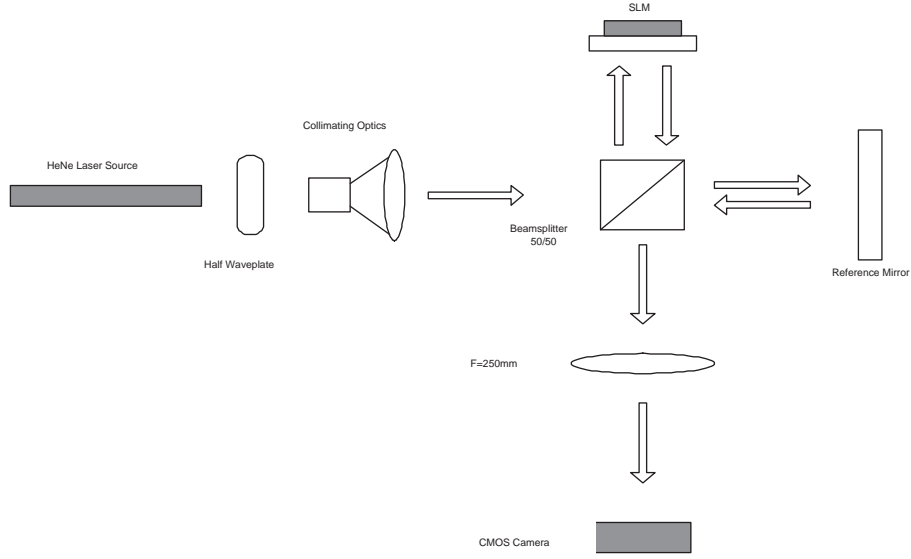 SLM
Collimating Optics
HeNe Laser Source
Beamsplitter
50/50
Half Waveplate
Reference Mirror
F=250mm
CMOS Camera